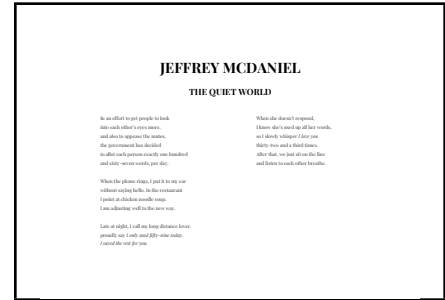 JEFFREY MCDANIEL
THE QUIET WORLD
In an effort to get people to look
into each other's eyes more,
and also to appease the mutes,
the government has decided
to allot each person exactly one hundred
and sixty-seven words, per day.
When the phone rings, I put it to my ear
without saying hello. In the restaurant
I point at chicken noodle soup.
I am adjusting well to the new way.
Late at night, I call my long distance lover,
proudly say I only used fifty-nine today.
I saved the rest for you.
When she doesn't respond,
I know she's used up all her words,
so I slowly whisper I love you
thirty-two and a third times.
After that, we just sit on the line
and listen to each other breathe.